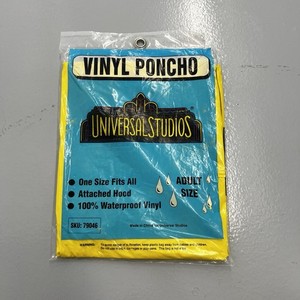 VINYL PONCHO
UNIVERSAL STUDIOS
One Size Fits All
Attached Hood
100% Waterproof Vinyl
ADULT
SIZE
SKU: 79046